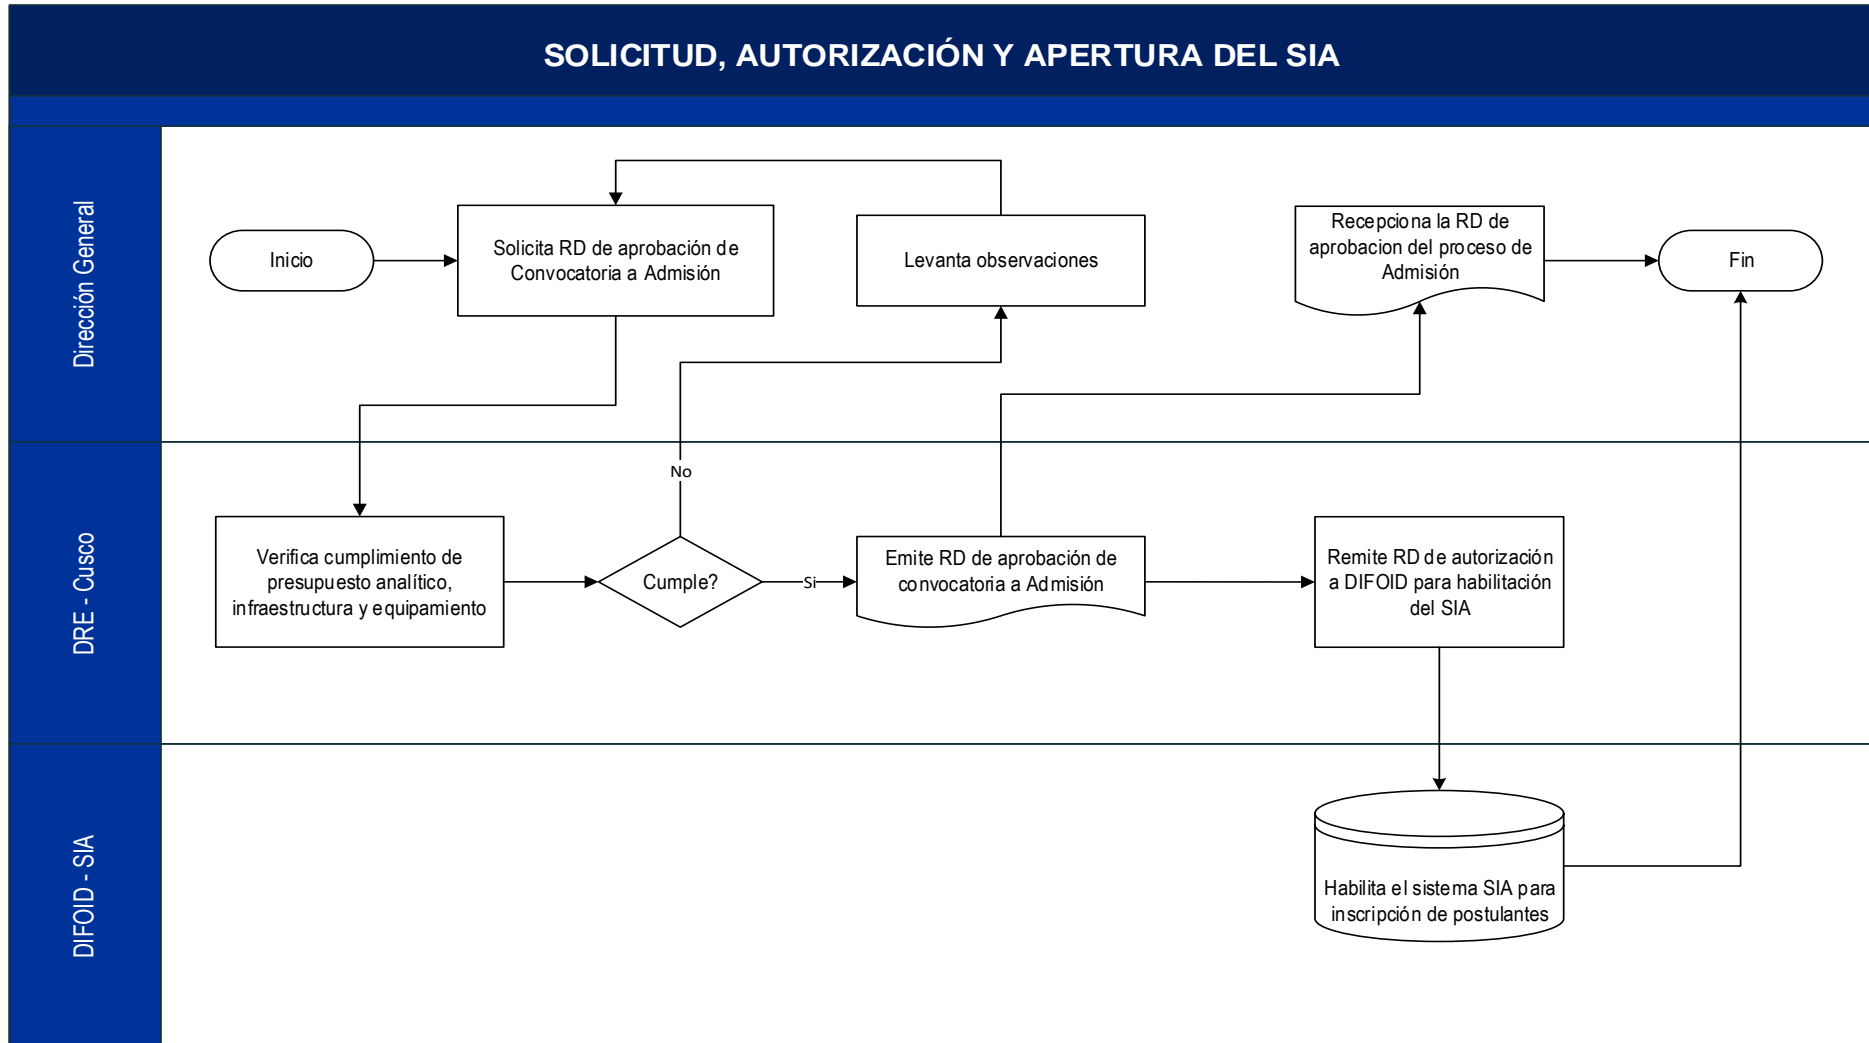 SOLICITUD, AUTORIZACIÓN Y APERTURA DEL SIA
Dirección General
Inicio
Solicita RD de aprobación de
Convocatoria a Admisión
Levanta observaciones
Recepciona la RD de
aprobacion del proceso de
Admisión
Fin
DRE - Cusco
Verifica cumplimiento de
presupuesto analítico,
infraestructura y equipamiento
Cumple?
No
Si
Emite RD de aprobación de
convocatoria a Admisión
Remite RD de autorización
a DIFOID para habilitación
del SIA
DIFOID - SIA
Habilita el sistema SIA para
inscripción de postulantes